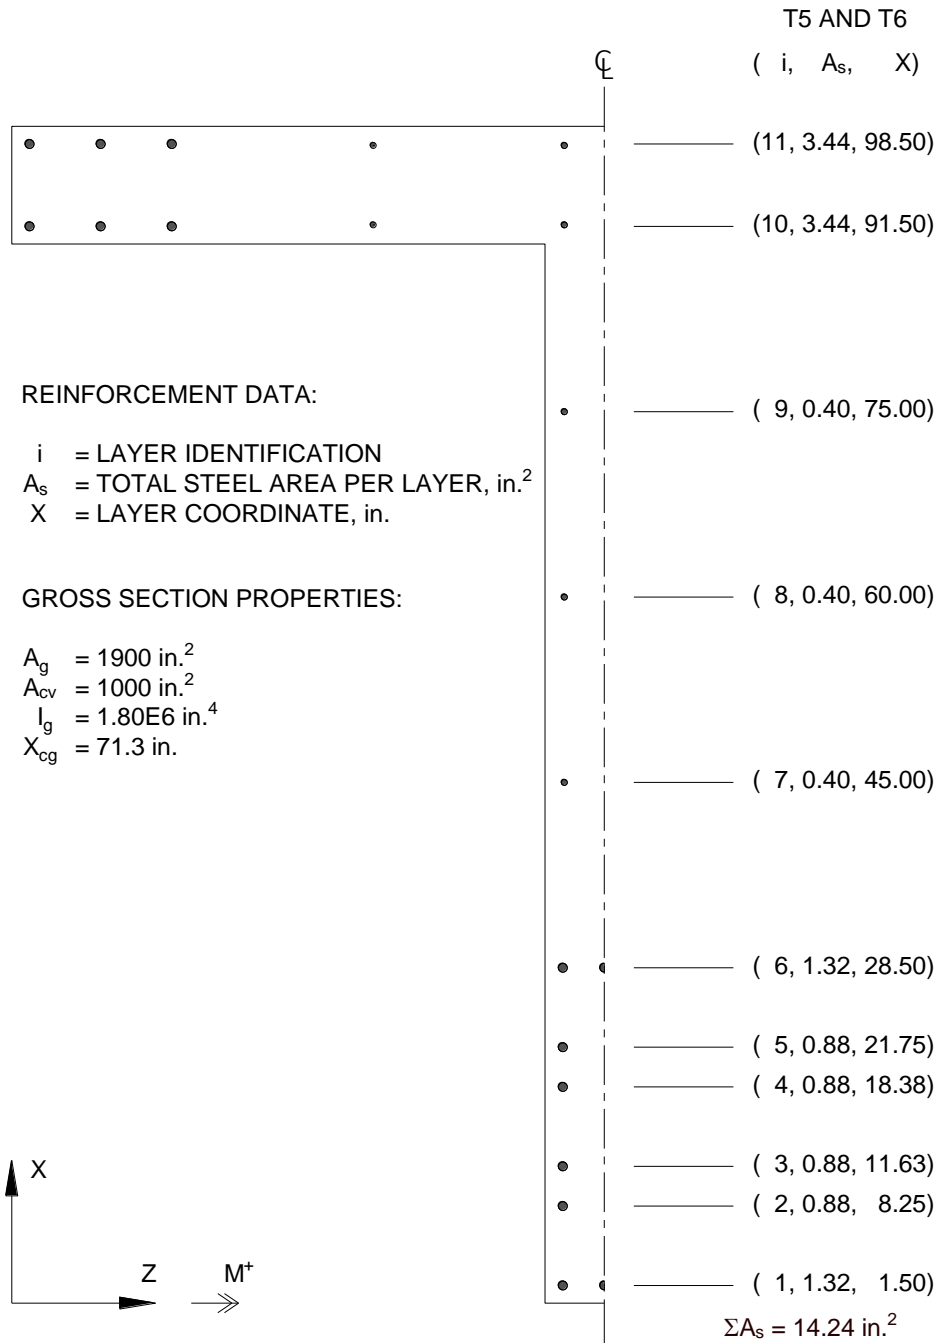 T5 AND T6
℄
( i, Aₛ, X)
(11, 3.44, 98.50)
(10, 3.44, 91.50)
( 9, 0.40, 75.00)
REINFORCEMENT DATA:
i = LAYER IDENTIFICATION
Aₛ = TOTAL STEEL AREA PER LAYER, in.²
X = LAYER COORDINATE, in.
( 8, 0.40, 60.00)
GROSS SECTION PROPERTIES:
A_g = 1900 in.²
A_cv = 1000 in.²
I_g = 1.80E6 in.⁴
X_cg = 71.3 in.
( 7, 0.40, 45.00)
( 6, 1.32, 28.50)
( 5, 0.88, 21.75)
( 4, 0.88, 18.38)
( 3, 0.88, 11.63)
( 2, 0.88, 8.25)
X
Z M⁺
( 1, 1.32, 1.50)
ΣAₛ = 14.24 in.²